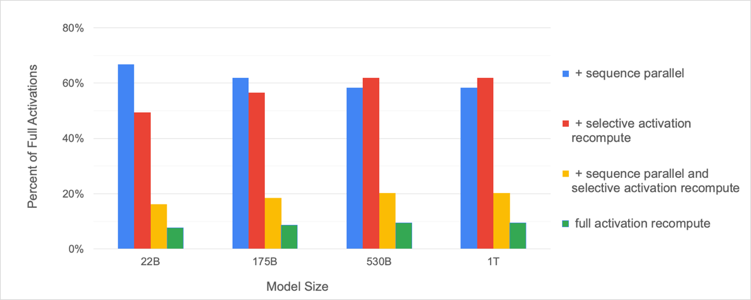 80%
60%
40%
20%
0%
Percent of Full Activations
22B
175B
530B
1T
Model Size
+ sequence parallel
+ selective activation
recompute
+ sequence parallel and
selective activation recompute
full activation recompute